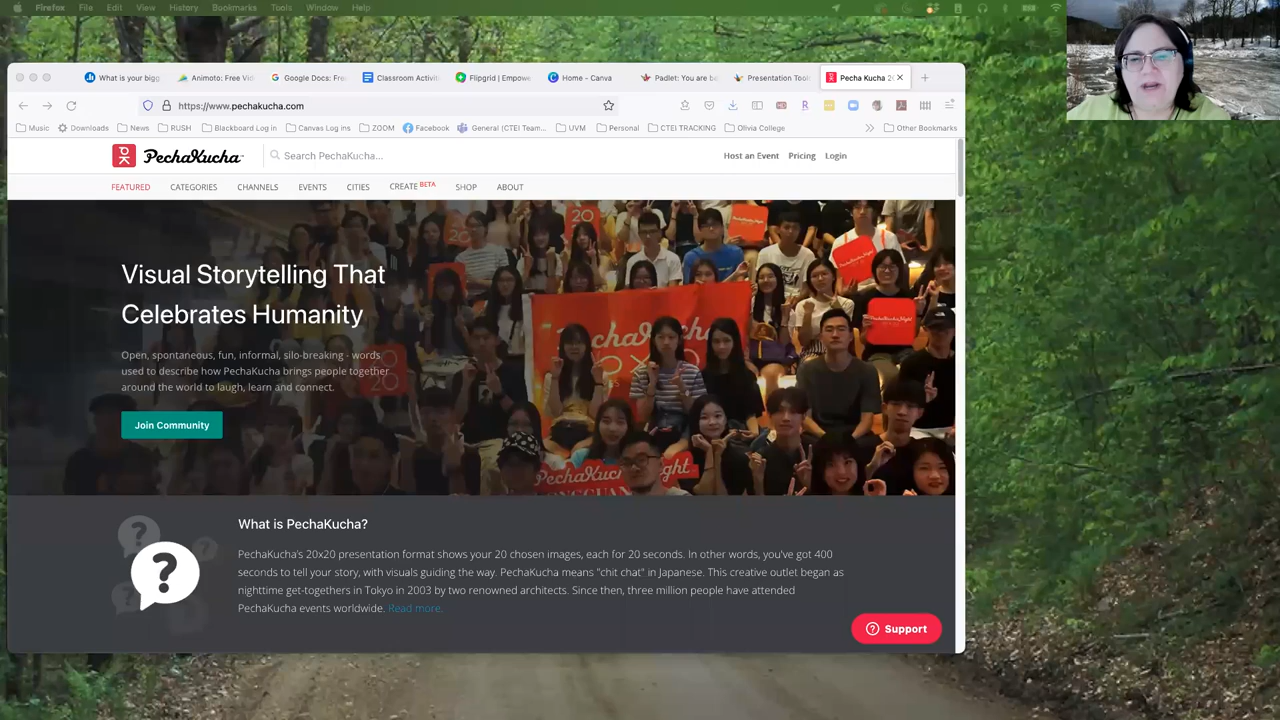 Firefox File Edit View History Bookmarks Tools Window Help
What is your bigg Animoto: Free Vid Google Docs: Free Classroom Activiti Flipgrid | Empowe Home - Canva Padlet: You are be Presentation Tools Pecha Kucha 20
https://www.pechakucha.com
Music Downloads News RUSH Blackboard Log in Canvas Log ins ZOOM Facebook General (CTEI Team... UVM Personal CTEI TRACKING Olivia College Other Bookmarks
PechaKucha Search PechaKucha... Host an Event Pricing Login
FEATURED CATEGORIES CHANNELS EVENTS CITIES CREATE BETA SHOP ABOUT
Visual Storytelling That
Celebrates Humanity
Open, spontaneous, fun, informal, silo-breaking - words
used to describe how PechaKucha brings people together
around the world to laugh, learn and connect.
Join Community
What is PechaKucha?
PechaKucha's 20x20 presentation format shows your 20 chosen images, each for 20 seconds. In other words, you've got 400
seconds to tell your story, with visuals guiding the way. PechaKucha means "chit chat" in Japanese. This creative outlet began as
nighttime get-togethers in Tokyo in 2003 by two renowned architects. Since then, three million people have attended
PechaKucha events worldwide. Read more.
Support